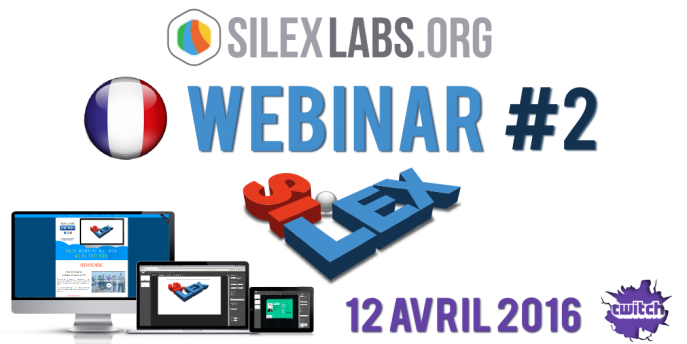 SILEXLABS.ORG
WEBINAR #2
SILEX
12 AVRIL 2016
twitch